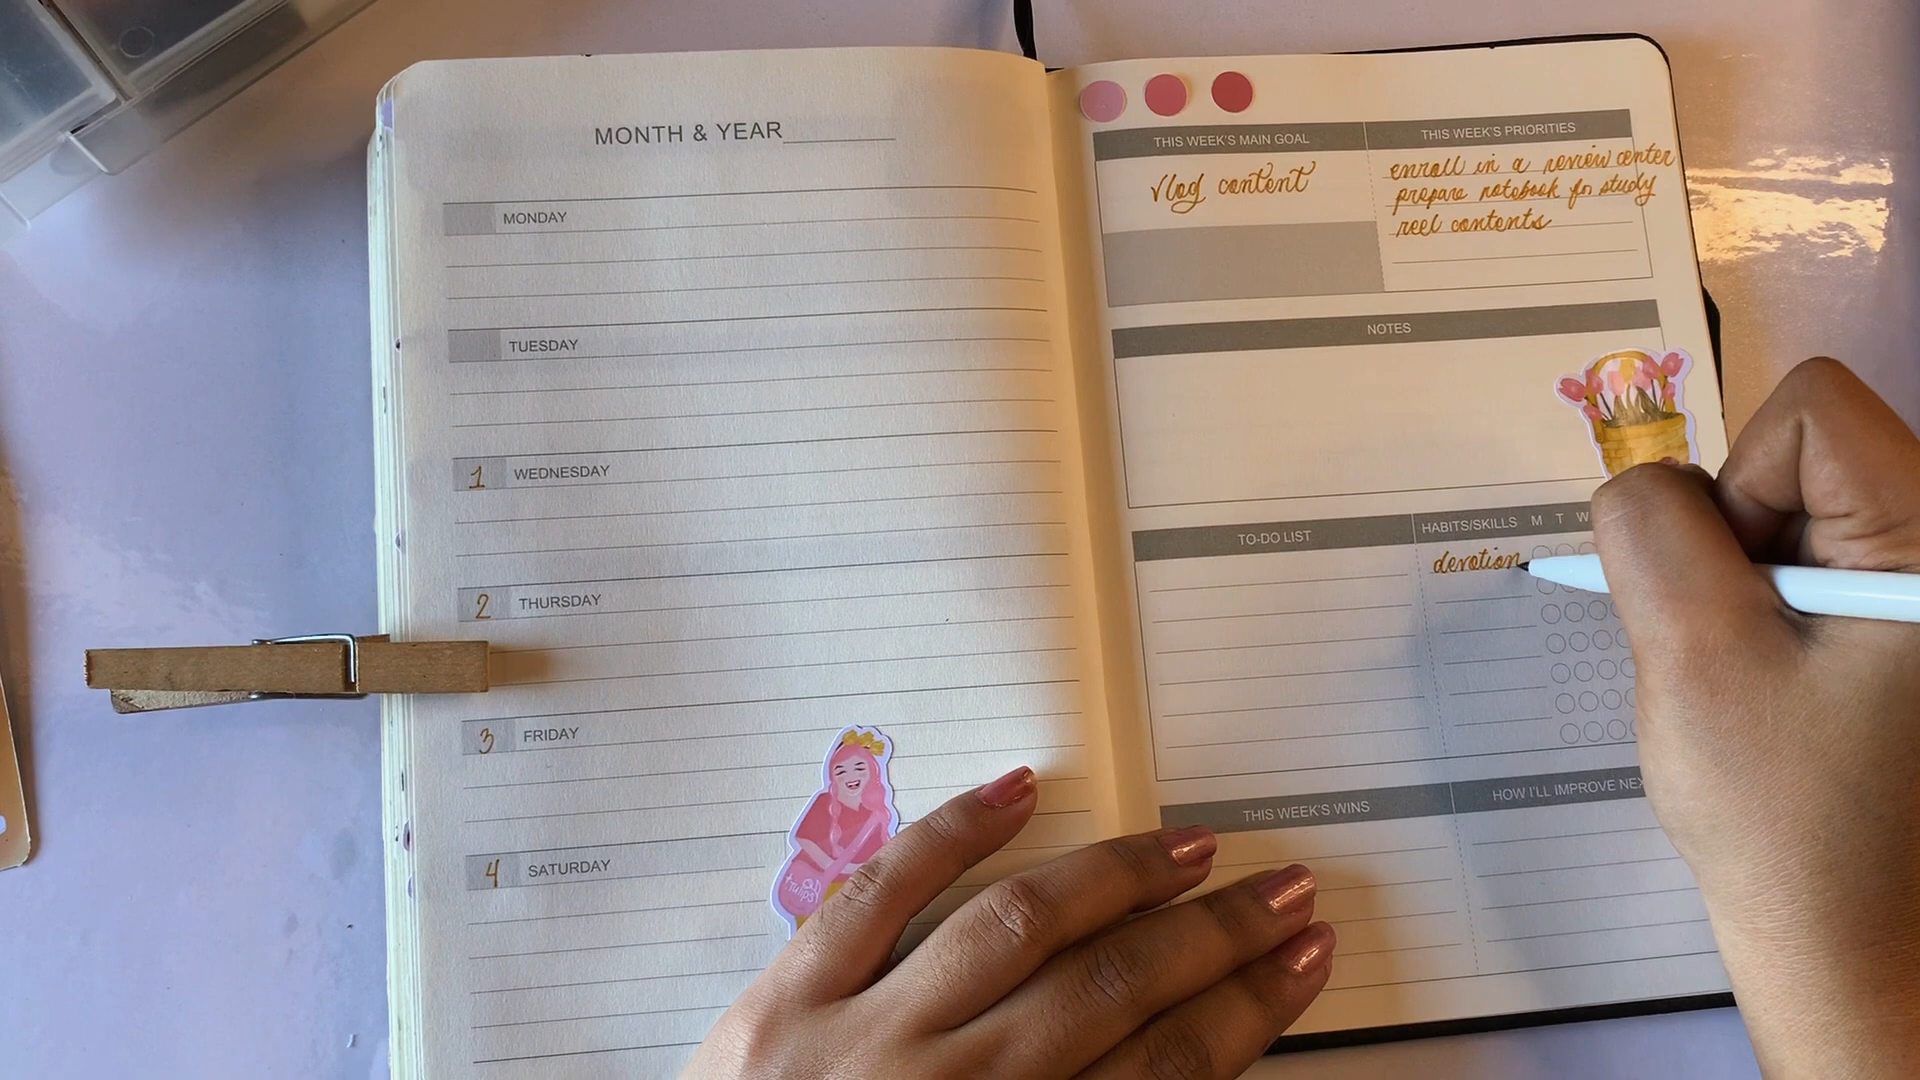 MONTH & YEAR
MONDAY
TUESDAY
1 WEDNESDAY
2 THURSDAY
3 FRIDAY
4 SATURDAY
THIS WEEK'S MAIN GOAL
vlog content
THIS WEEK'S PRIORITIES
enroll in a review center
prepare notebook for study
reel contents
NOTES
TO-DO LIST
HABITS/SKILLS M T W
devotion
THIS WEEK'S WINS
HOW I'LL IMPROVE